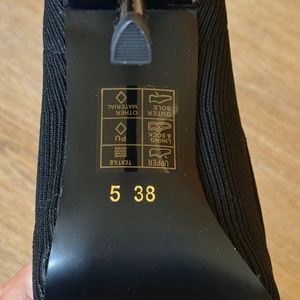 UPPER
TEXTILE
LINING
& SOCK
PU
OUTER
SOLE
OTHER
MATERIAL
5 38